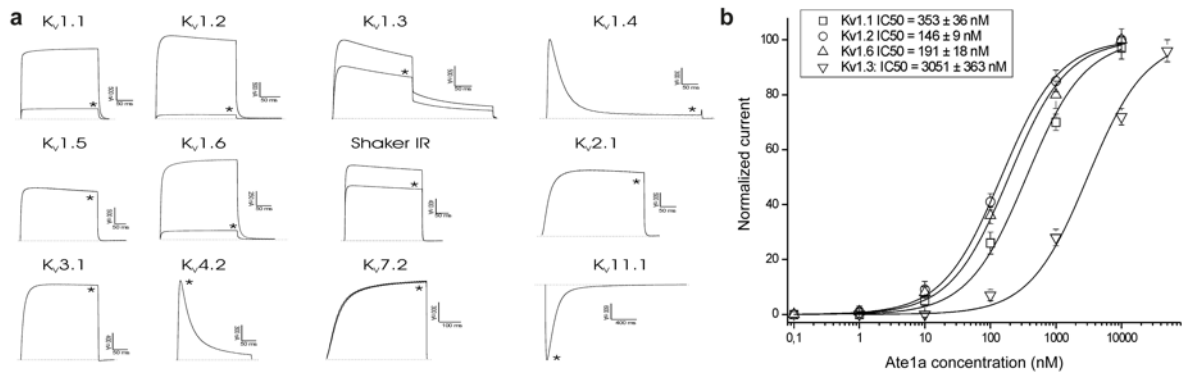 a
Kv1.1
Kv1.2
Kv1.3
Kv1.4
*
*
*
*
50 ms
50 ms
50 ms
50 ms
Kv1.5
Kv1.6
Shaker IR
Kv2.1
*
*
*
*
50 ms
50 ms
50 ms
50 ms
Kv3.1
Kv4.2
Kv7.2
Kv11.1
*
*
*
*
50 ms
50 ms
100 ms
400 ms
b
Kv1.1 IC50 = 353 ± 36 nM
Kv1.2 IC50 = 146 ± 9 nM
Kv1.6 IC50 = 191 ± 18 nM
Kv1.3: IC50 = 3051 ± 363 nM
Normalized current
100
80
60
40
20
0
0,1
1
10
100
1000
10000
Ate1a concentration (nM)